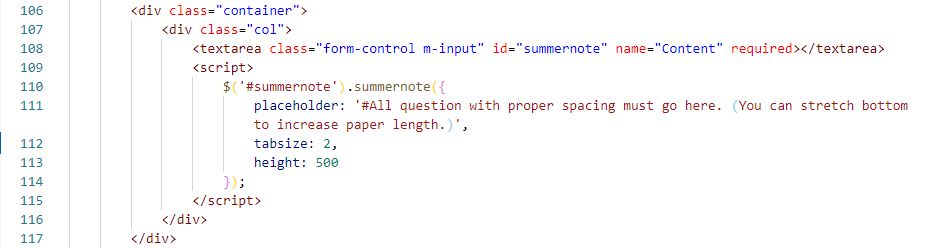 106 <div class="container">
107 <div class="col">
108 <textarea class="form-control m-input" id="summernote" name="Content" required></textarea>
109 <script>
110 $('#summernote').summernote({
111 placeholder: '#All question with proper spacing must go here. (You can stretch bottom
to increase paper length.)',
112 tabsize: 2,
113 height: 500
114 });
115 </script>
116 </div>
117 </div>